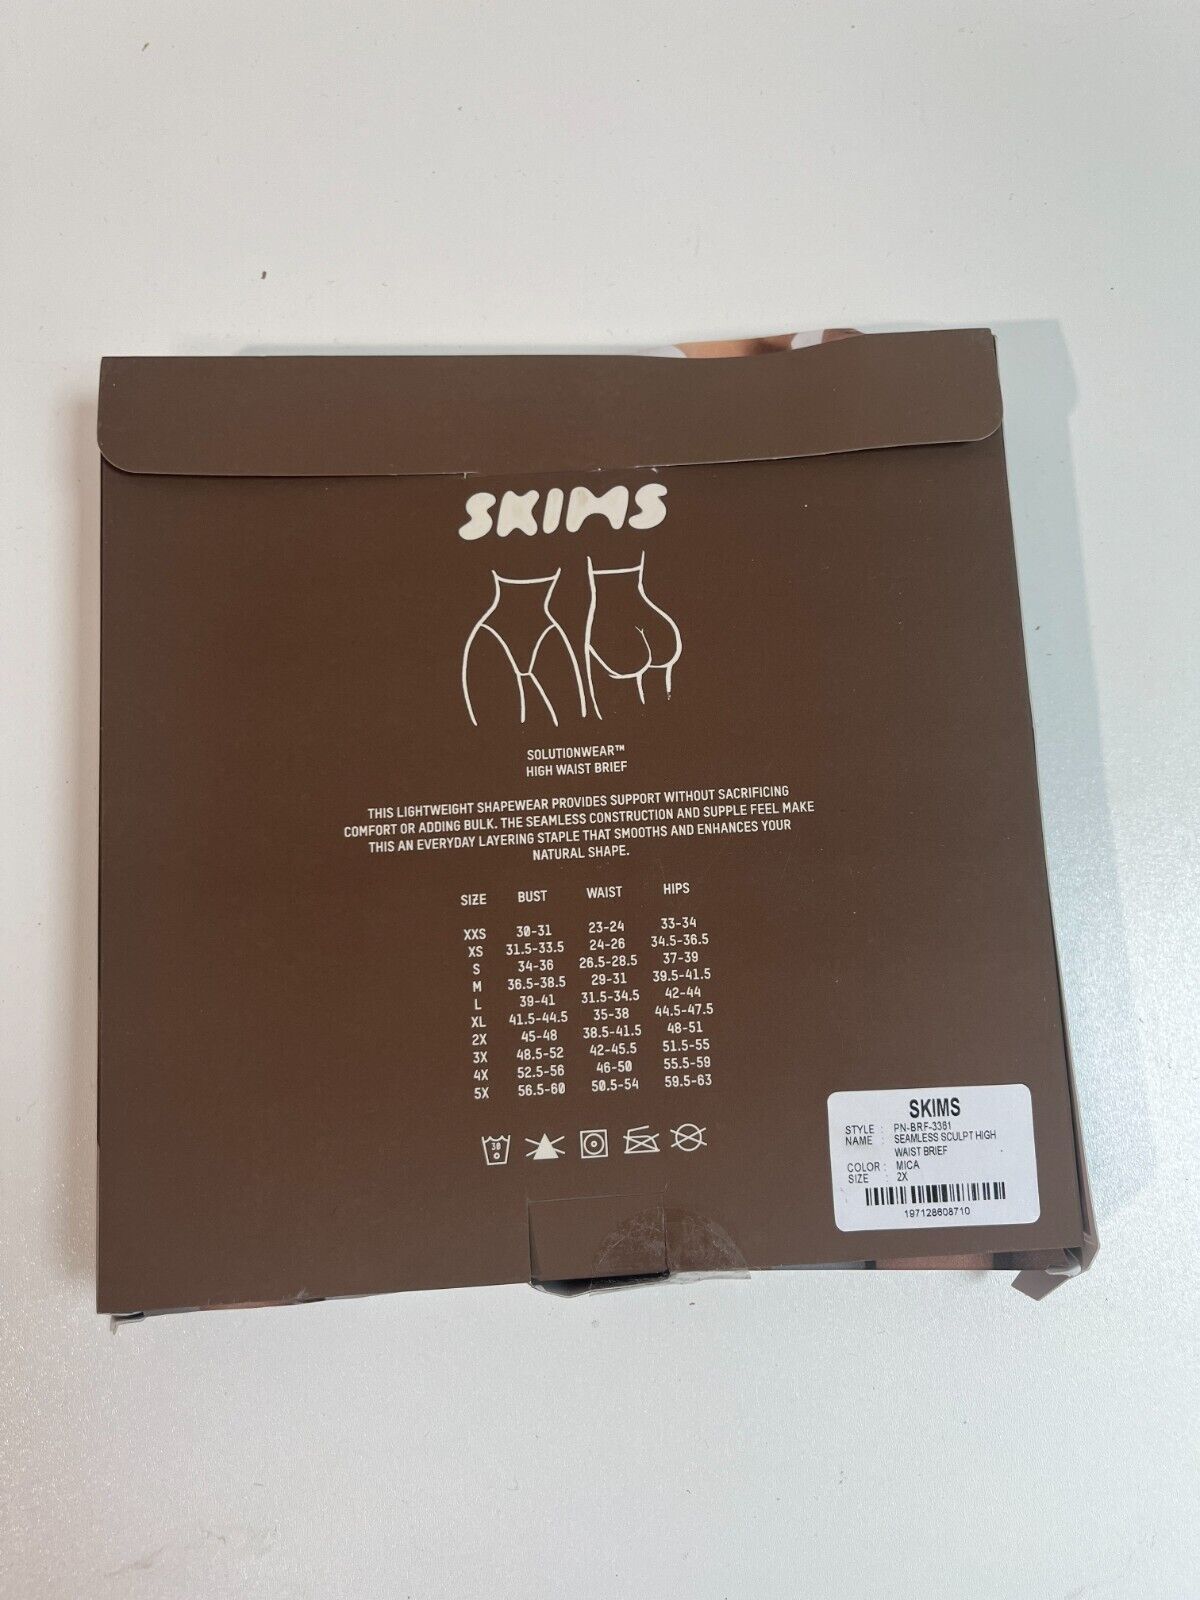 SKIMS
SOLUTIONWEAR™
HIGH WAIST BRIEF
THIS LIGHTWEIGHT SHAPEWEAR PROVIDES SUPPORT WITHOUT SACRIFICING
COMFORT OR ADDING BULK. THE SEAMLESS CONSTRUCTION AND SUPPLE FEEL MAKE
THIS AN EVERYDAY LAYERING STAPLE THAT SMOOTHS AND ENHANCES YOUR
NATURAL SHAPE.
SIZE BUST WAIST HIPS
XXS 30-31 23-24 33-34
XS 31.5-33.5 24-26 34.5-36.5
S 34-36 26.5-28.5 37-39
M 36.5-38.5 29-31 39.5-41.5
L 39-41 31.5-34.5 42-44
XL 41.5-44.5 35-38 44.5-47.5
2X 45-48 38.5-41.5 48-51
3X 48.5-52 42-45.5 51.5-55
4X 52.5-56 46-50 55.5-59
5X 56.5-60 50.5-54 59.5-63
30
SKIMS
STYLE : PN-BRF-3361
NAME : SEAMLESS SCULPT HIGH
WAIST BRIEF
COLOR : MICA
SIZE : 2X
197128608710